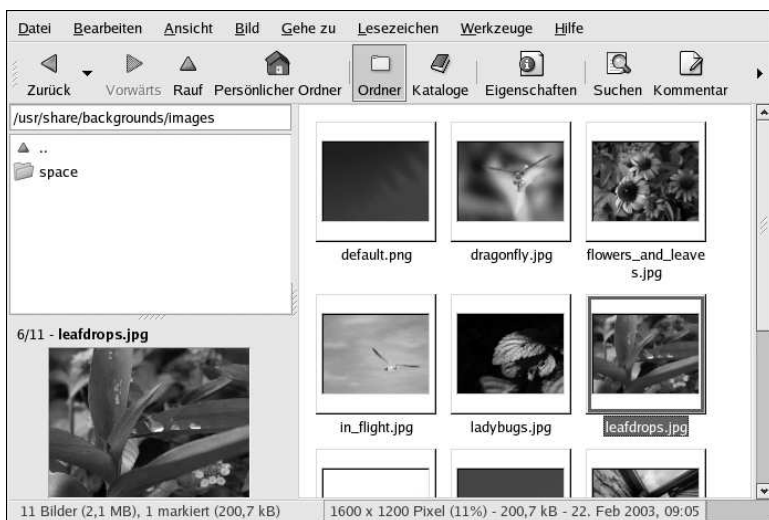 Datei Bearbeiten Ansicht Bild Gehe zu Lesezeichen Werkzeuge Hilfe
Zurück Vorwärts Rauf Persönlicher Ordner Ordner Kataloge Eigenschaften Suchen Kommentar
/usr/share/backgrounds/images
..
space
default.png dragonfly.jpg flowers_and_leave
s.jpg
6/11 - leafdrops.jpg
in_flight.jpg ladybugs.jpg leafdrops.jpg
11 Bilder (2,1 MB), 1 markiert (200,7 kB) 1600 x 1200 Pixel (11%) - 200,7 kB - 22. Feb 2003, 09:05